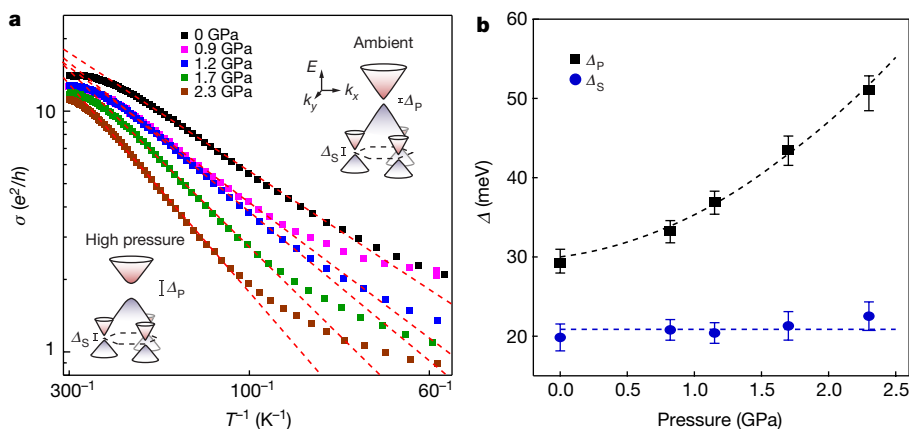 a
0 GPa
0.9 GPa
1.2 GPa
1.7 GPa
2.3 GPa
Ambient
E
k_y
k_x
Δ_P
Δ_S
High pressure
Δ_P
Δ_S
10
1
σ (e²/h)
300⁻¹
100⁻¹
60⁻¹
T⁻¹ (K⁻¹)
b
Δ_P
Δ_S
60
50
40
30
20
Δ (meV)
0.0
0.5
1.0
1.5
2.0
2.5
Pressure (GPa)